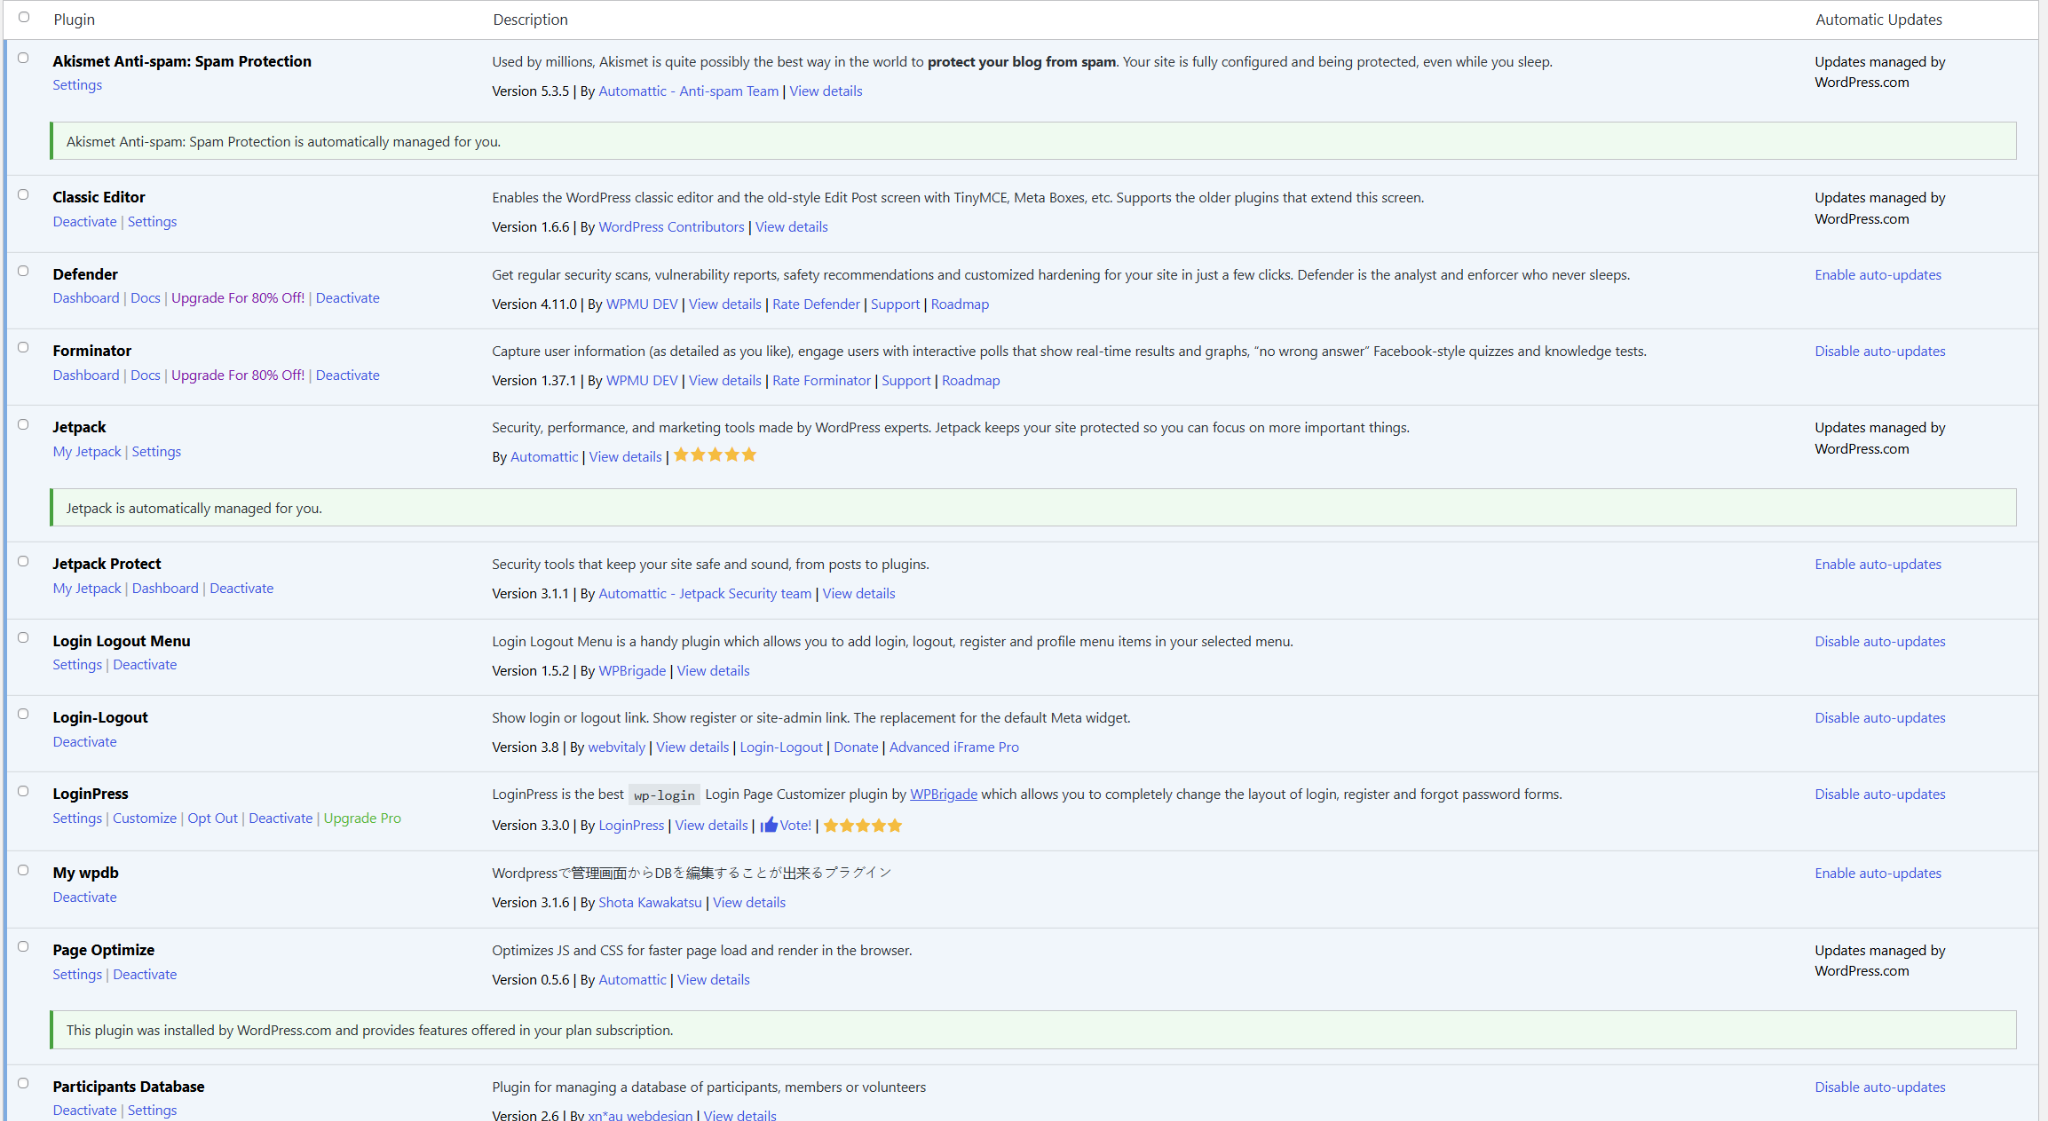 Plugin Description Automatic Updates
Akismet Anti-spam: Spam Protection
Settings
Used by millions, Akismet is quite possibly the best way in the world to protect your blog from spam. Your site is fully configured and being protected, even while you sleep.
Version 5.3.5 | By Automattic - Anti-spam Team | View details
Updates managed by
WordPress.com
Akismet Anti-spam: Spam Protection is automatically managed for you.
Classic Editor
Deactivate | Settings
Enables the WordPress classic editor and the old-style Edit Post screen with TinyMCE, Meta Boxes, etc. Supports the older plugins that extend this screen.
Version 1.6.6 | By WordPress Contributors | View details
Updates managed by
WordPress.com
Defender
Dashboard | Docs | Upgrade For 80% Off! | Deactivate
Get regular security scans, vulnerability reports, safety recommendations and customized hardening for your site in just a few clicks. Defender is the analyst and enforcer who never sleeps.
Version 4.11.0 | By WPMU DEV | View details | Rate Defender | Support | Roadmap
Enable auto-updates
Forminator
Dashboard | Docs | Upgrade For 80% Off! | Deactivate
Capture user information (as detailed as you like), engage users with interactive polls that show real-time results and graphs, “no wrong answer” Facebook-style quizzes and knowledge tests.
Version 1.37.1 | By WPMU DEV | View details | Rate Forminator | Support | Roadmap
Disable auto-updates
Jetpack
My Jetpack | Settings
Security, performance, and marketing tools made by WordPress experts. Jetpack keeps your site protected so you can focus on more important things.
By Automattic | View details |
Updates managed by
WordPress.com
Jetpack is automatically managed for you.
Jetpack Protect
My Jetpack | Dashboard | Deactivate
Security tools that keep your site safe and sound, from posts to plugins.
Version 3.1.1 | By Automattic - Jetpack Security team | View details
Enable auto-updates
Login Logout Menu
Settings | Deactivate
Login Logout Menu is a handy plugin which allows you to add login, logout, register and profile menu items in your selected menu.
Version 1.5.2 | By WPBrigade | View details
Disable auto-updates
Login-Logout
Deactivate
Show login or logout link. Show register or site-admin link. The replacement for the default Meta widget.
Version 3.8 | By webvitaly | View details | Login-Logout | Donate | Advanced iFrame Pro
Disable auto-updates
LoginPress
Settings | Customize | Opt Out | Deactivate | Upgrade Pro
LoginPress is the best wp-login Login Page Customizer plugin by WPBrigade which allows you to completely change the layout of login, register and forgot password forms.
Version 3.3.0 | By LoginPress | View details | Vote! |
Disable auto-updates
My wpdb
Deactivate
Wordpressで管理画面からDBを編集することが出来るプラグイン
Version 3.1.6 | By Shota Kawakatsu | View details
Enable auto-updates
Page Optimize
Settings | Deactivate
Optimizes JS and CSS for faster page load and render in the browser.
Version 0.5.6 | By Automattic | View details
Updates managed by
WordPress.com
This plugin was installed by WordPress.com and provides features offered in your plan subscription.
Participants Database
Deactivate | Settings
Plugin for managing a database of participants, members or volunteers
Version 2.6 | By xn*au webdesign | View details
Disable auto-updates